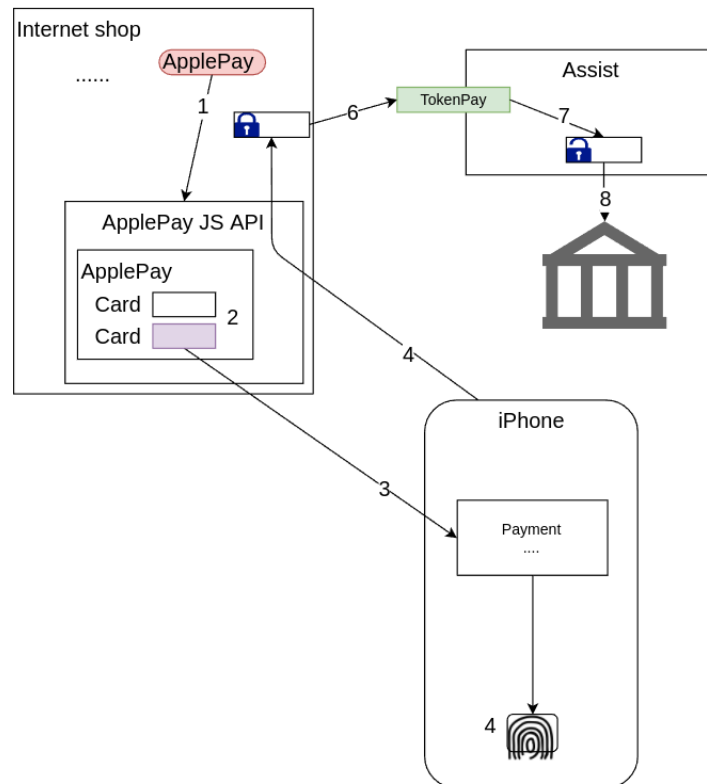 Internet shop
......
ApplePay
1
6
TokenPay
Assist
7
8
ApplePay JS API
ApplePay
Card
2
Card
4
3
iPhone
Payment
....
4